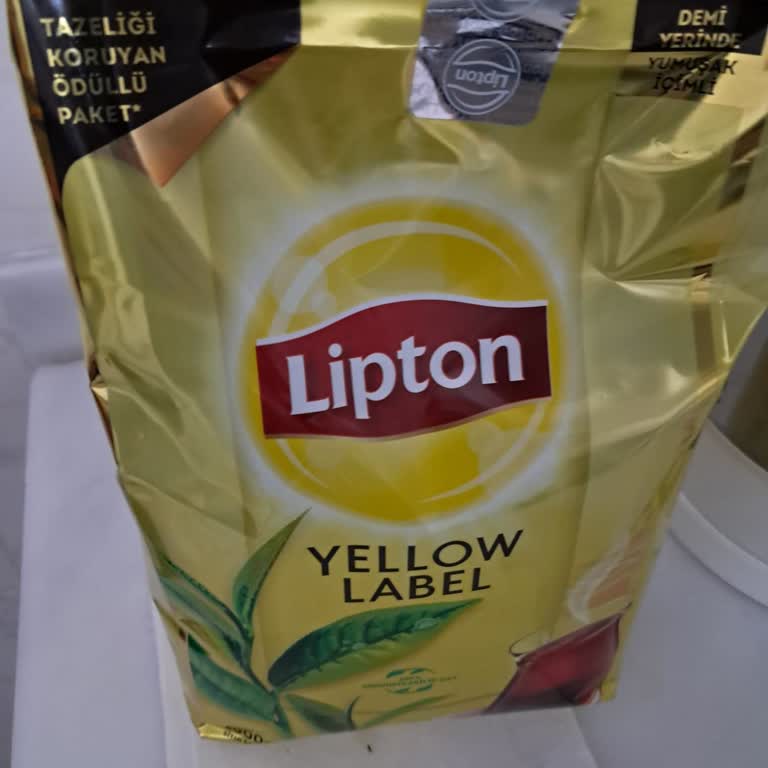 TAZELİĞİ
KORUYAN
ÖDÜLLÜ
PAKET*
Lipton
DEMİ
YERİNDE
YUMUŞAK
İÇİMLİ
Lipton
YELLOW
LABEL